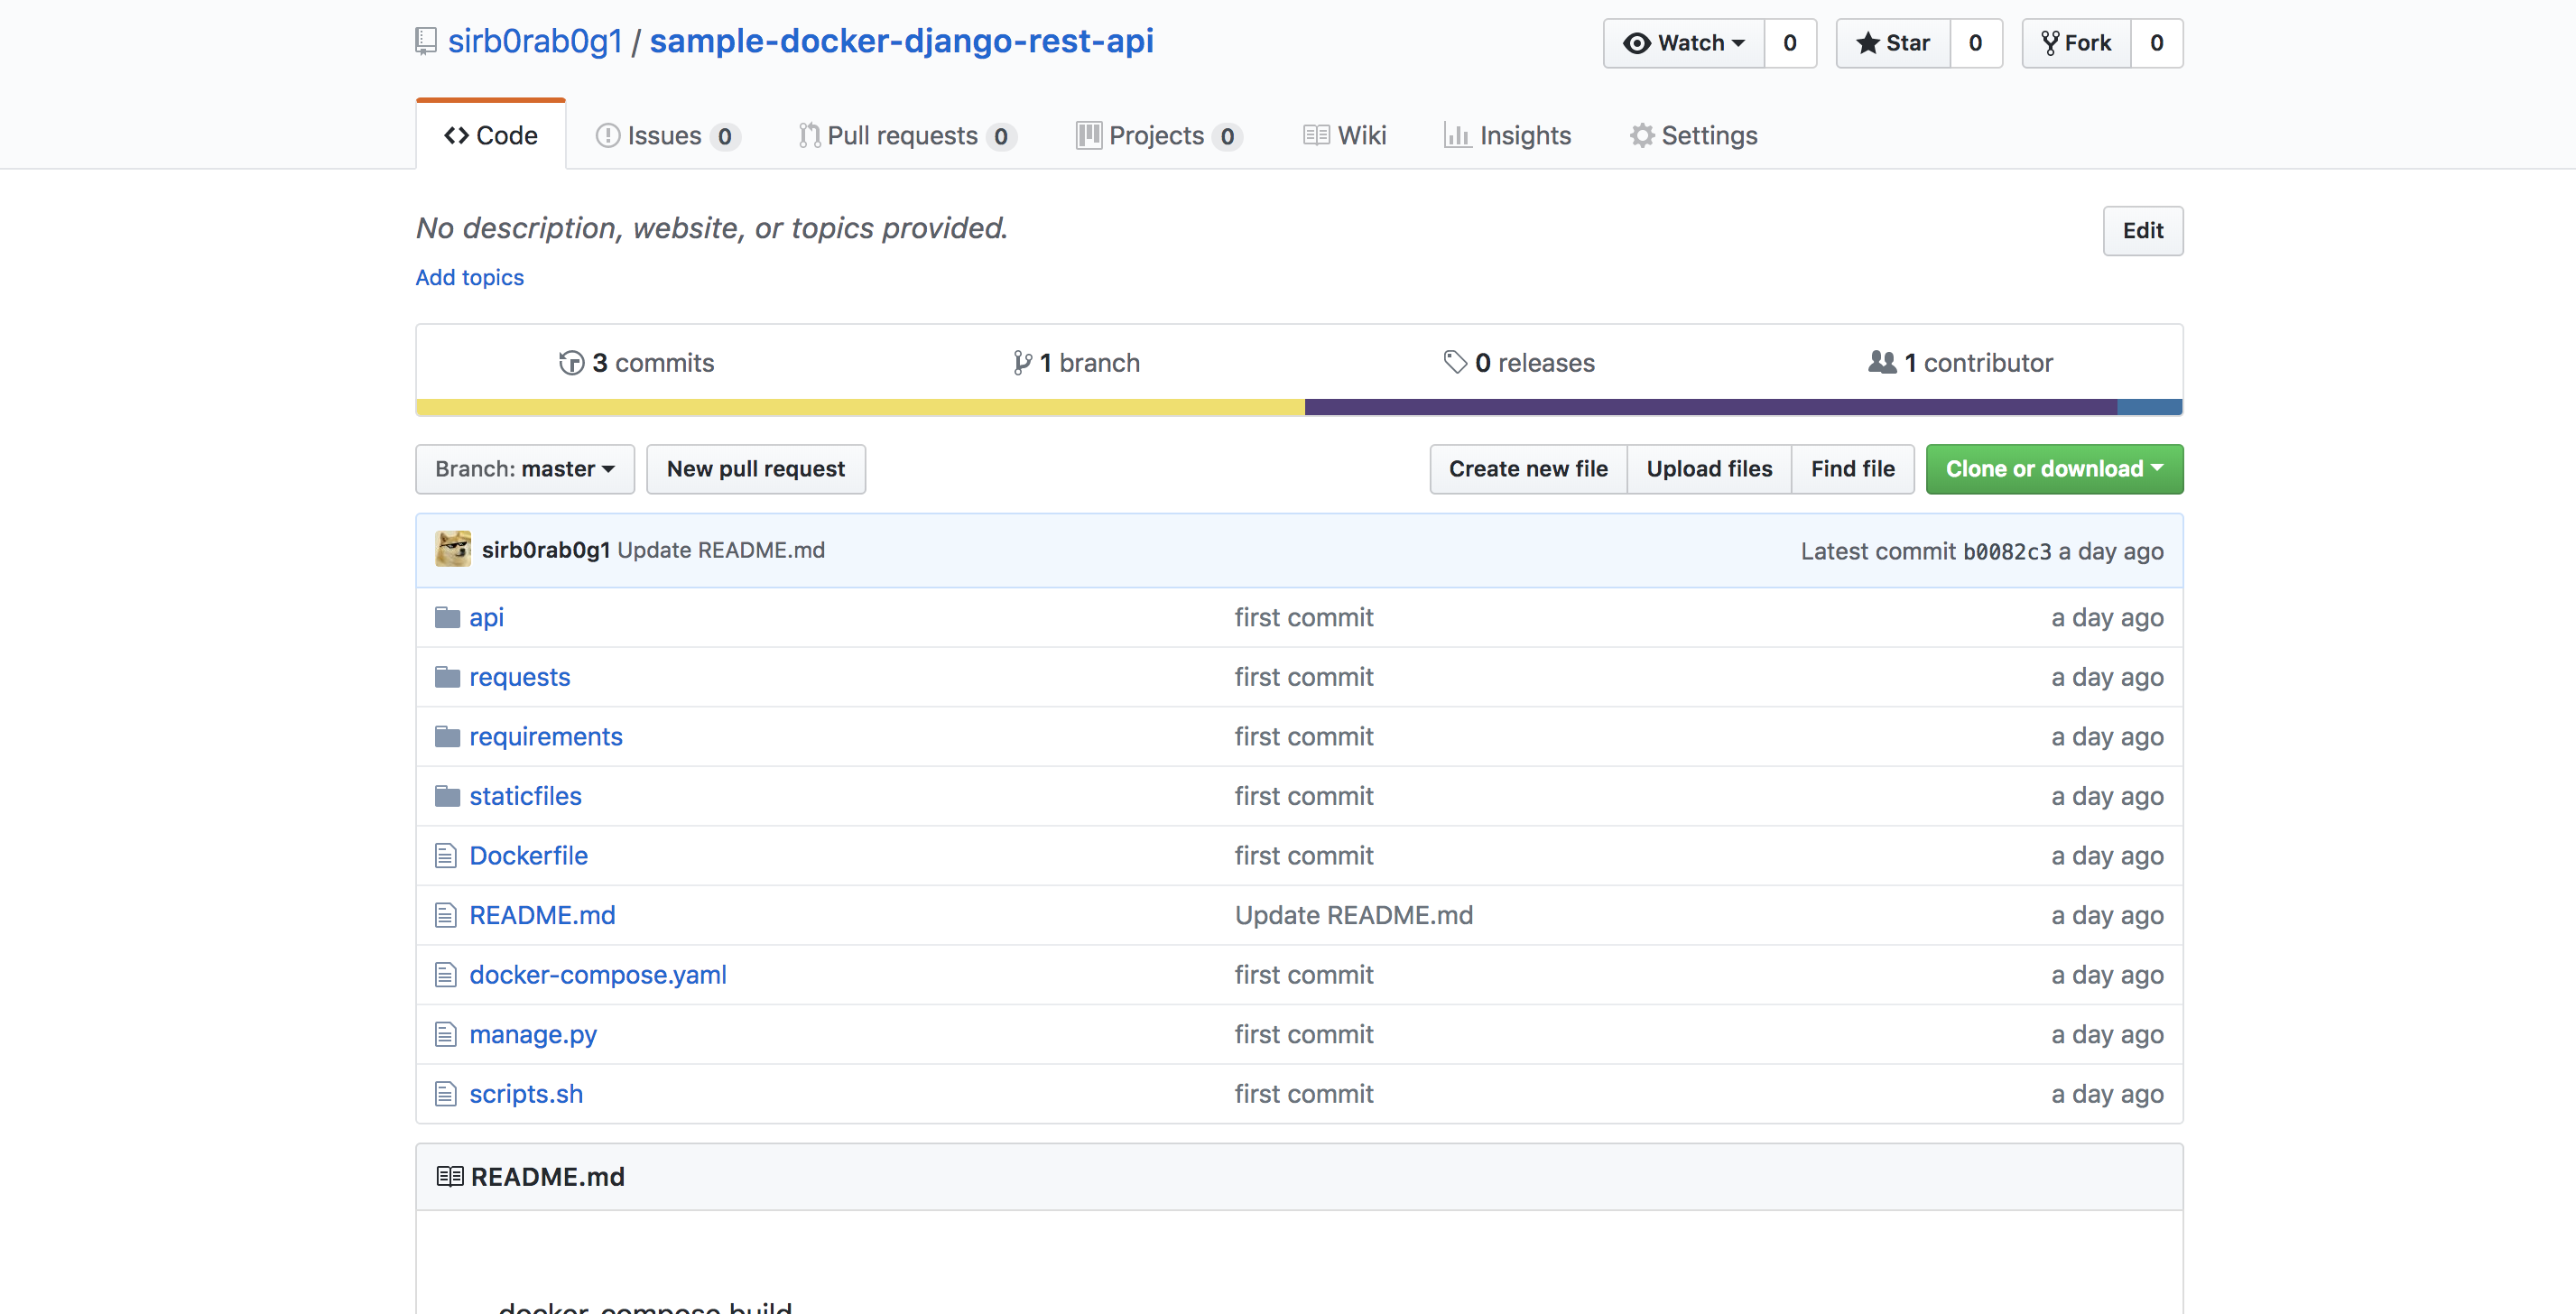 sirb0rab0g1 / sample-docker-django-rest-api
Watch 0 Star 0 Fork 0
Code Issues 0 Pull requests 0 Projects 0 Wiki Insights Settings
No description, website, or topics provided.
Edit
Add topics
3 commits 1 branch 0 releases 1 contributor
Branch: master New pull request Create new file Upload files Find file Clone or download
sirb0rab0g1 Update README.md Latest commit b0082c3 a day ago
api first commit a day ago
requests first commit a day ago
requirements first commit a day ago
staticfiles first commit a day ago
Dockerfile first commit a day ago
README.md Update README.md a day ago
docker-compose.yaml first commit a day ago
manage.py first commit a day ago
scripts.sh first commit a day ago
README.md
docker-compose build